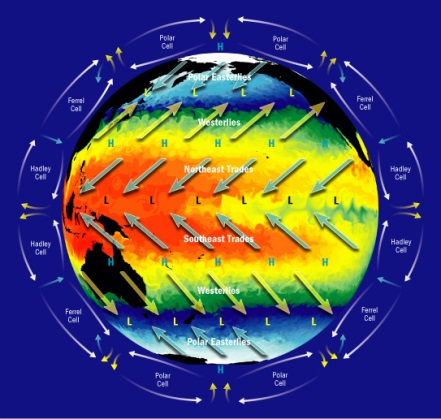 Polar
Cell
Polar
Cell
H
Polar Easterlies
L L L L
Ferrel
Cell
Ferrel
Cell
Westerlies
H H H H H
Hadley
Cell
Hadley
Cell
Northeast Trades
L L L L L L
Hadley
Cell
Hadley
Cell
Southeast Trades
H H H H H
Westerlies
Ferrel
Cell
Ferrel
Cell
L L L L L
Polar Easterlies
H
Polar
Cell
Polar
Cell